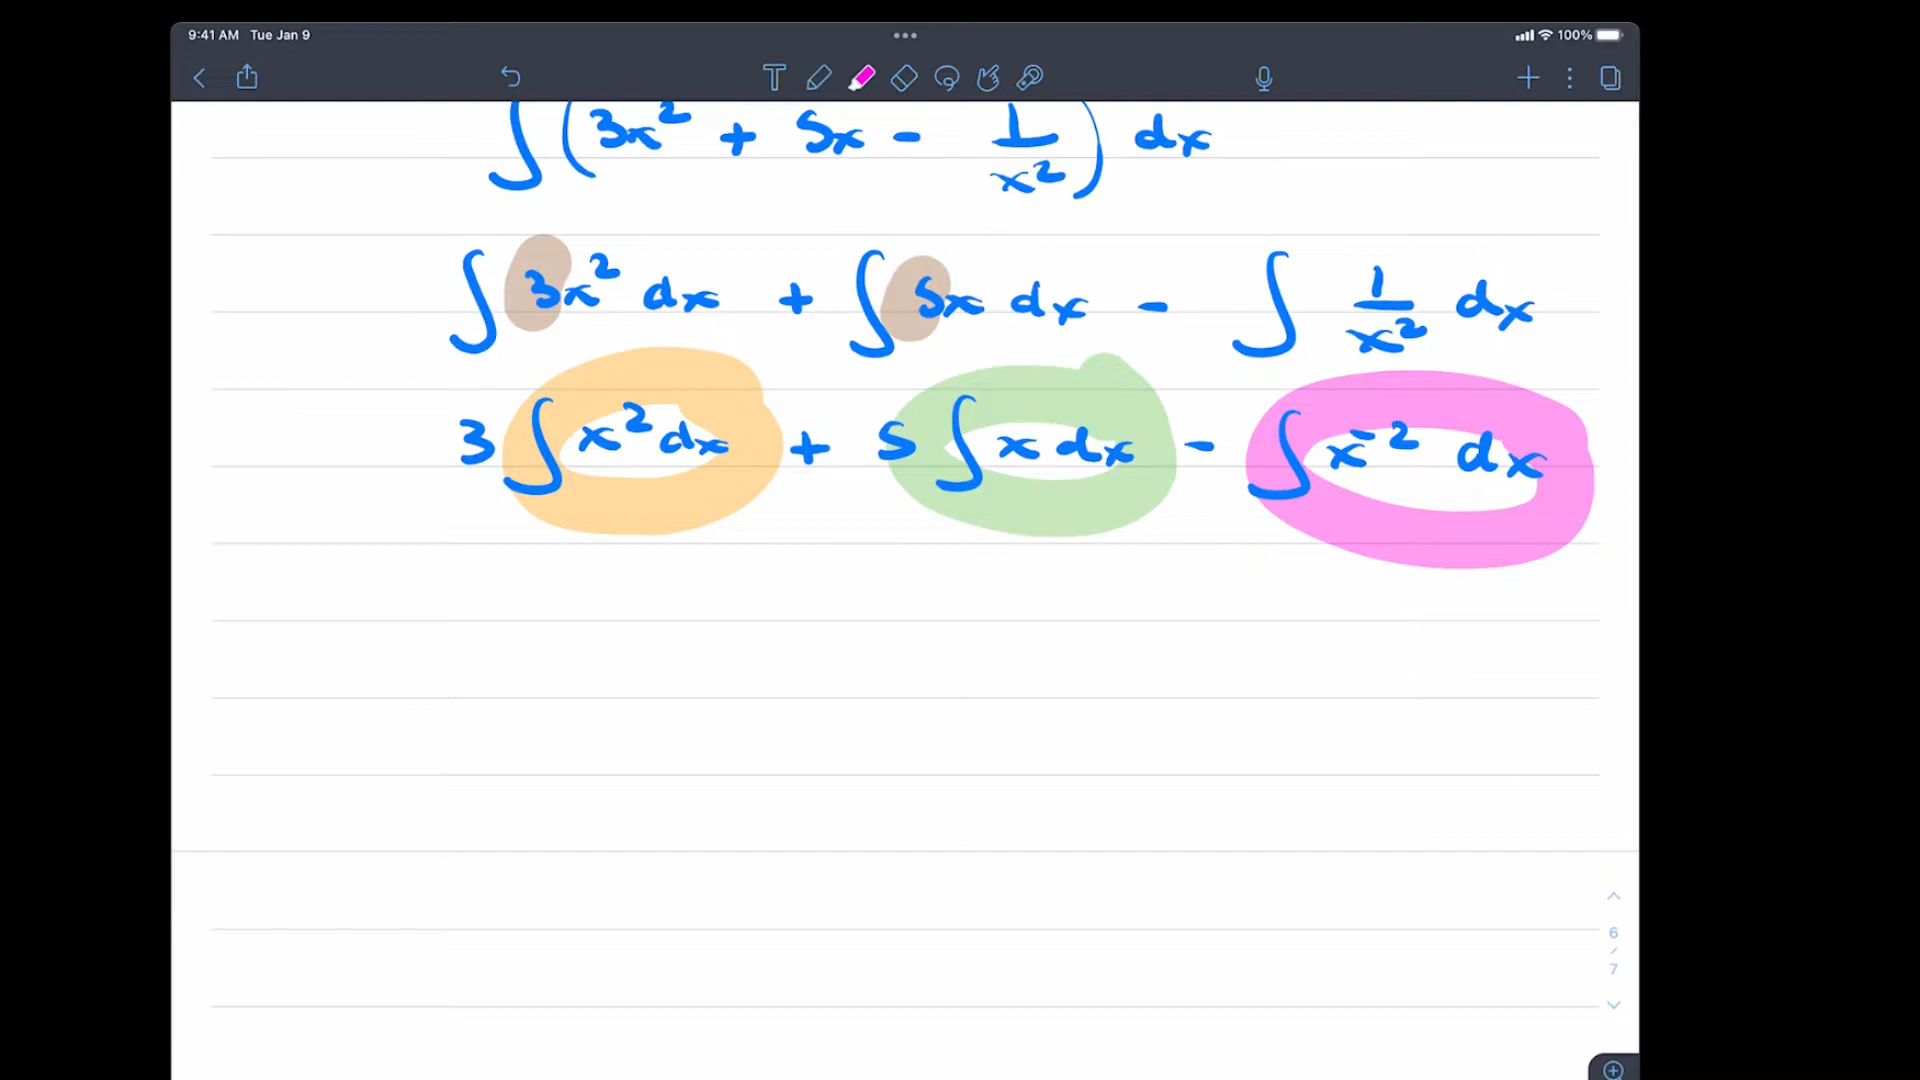 9:41 AM Tue Jan 9 100%
∫(3x² + 5x - 1/x²) dx
∫ 3x² dx + ∫ 5x dx - ∫ 1/x² dx
3 ∫ x² dx + 5 ∫ x dx - ∫ x⁻² dx
6
/
7